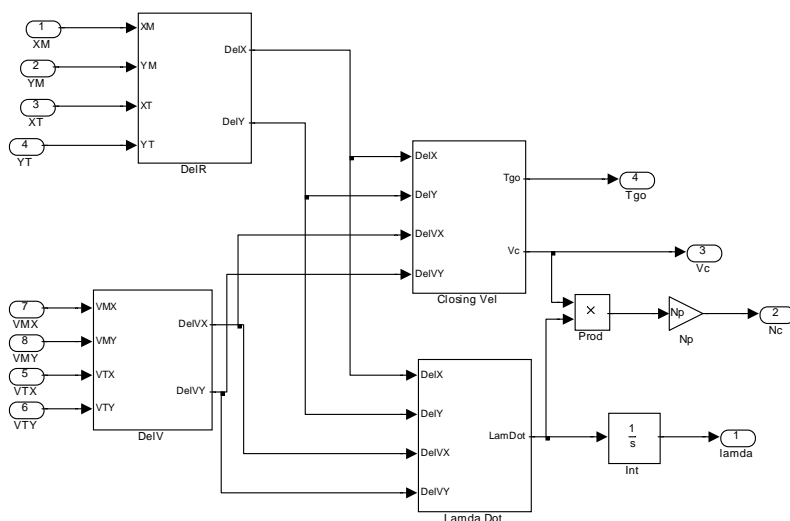 1
XM
2
YM
3
XT
4
YT
XM
YM
XT
YT
DelX
DelY
DelR
DelX
DelY
DelVX
DelVY
Tgo
Vc
Closing Vel
4
Tgo
3
Vc
7
VMX
8
VMY
5
VTX
6
VTY
VMX
VMY
VTX
VTY
DelVX
DelVY
DelV
×
Prod
Np
Np
2
Nc
DelX
DelY
DelVX
DelVY
LamDot
Lamda Dot
1
s
Int
1
lamda